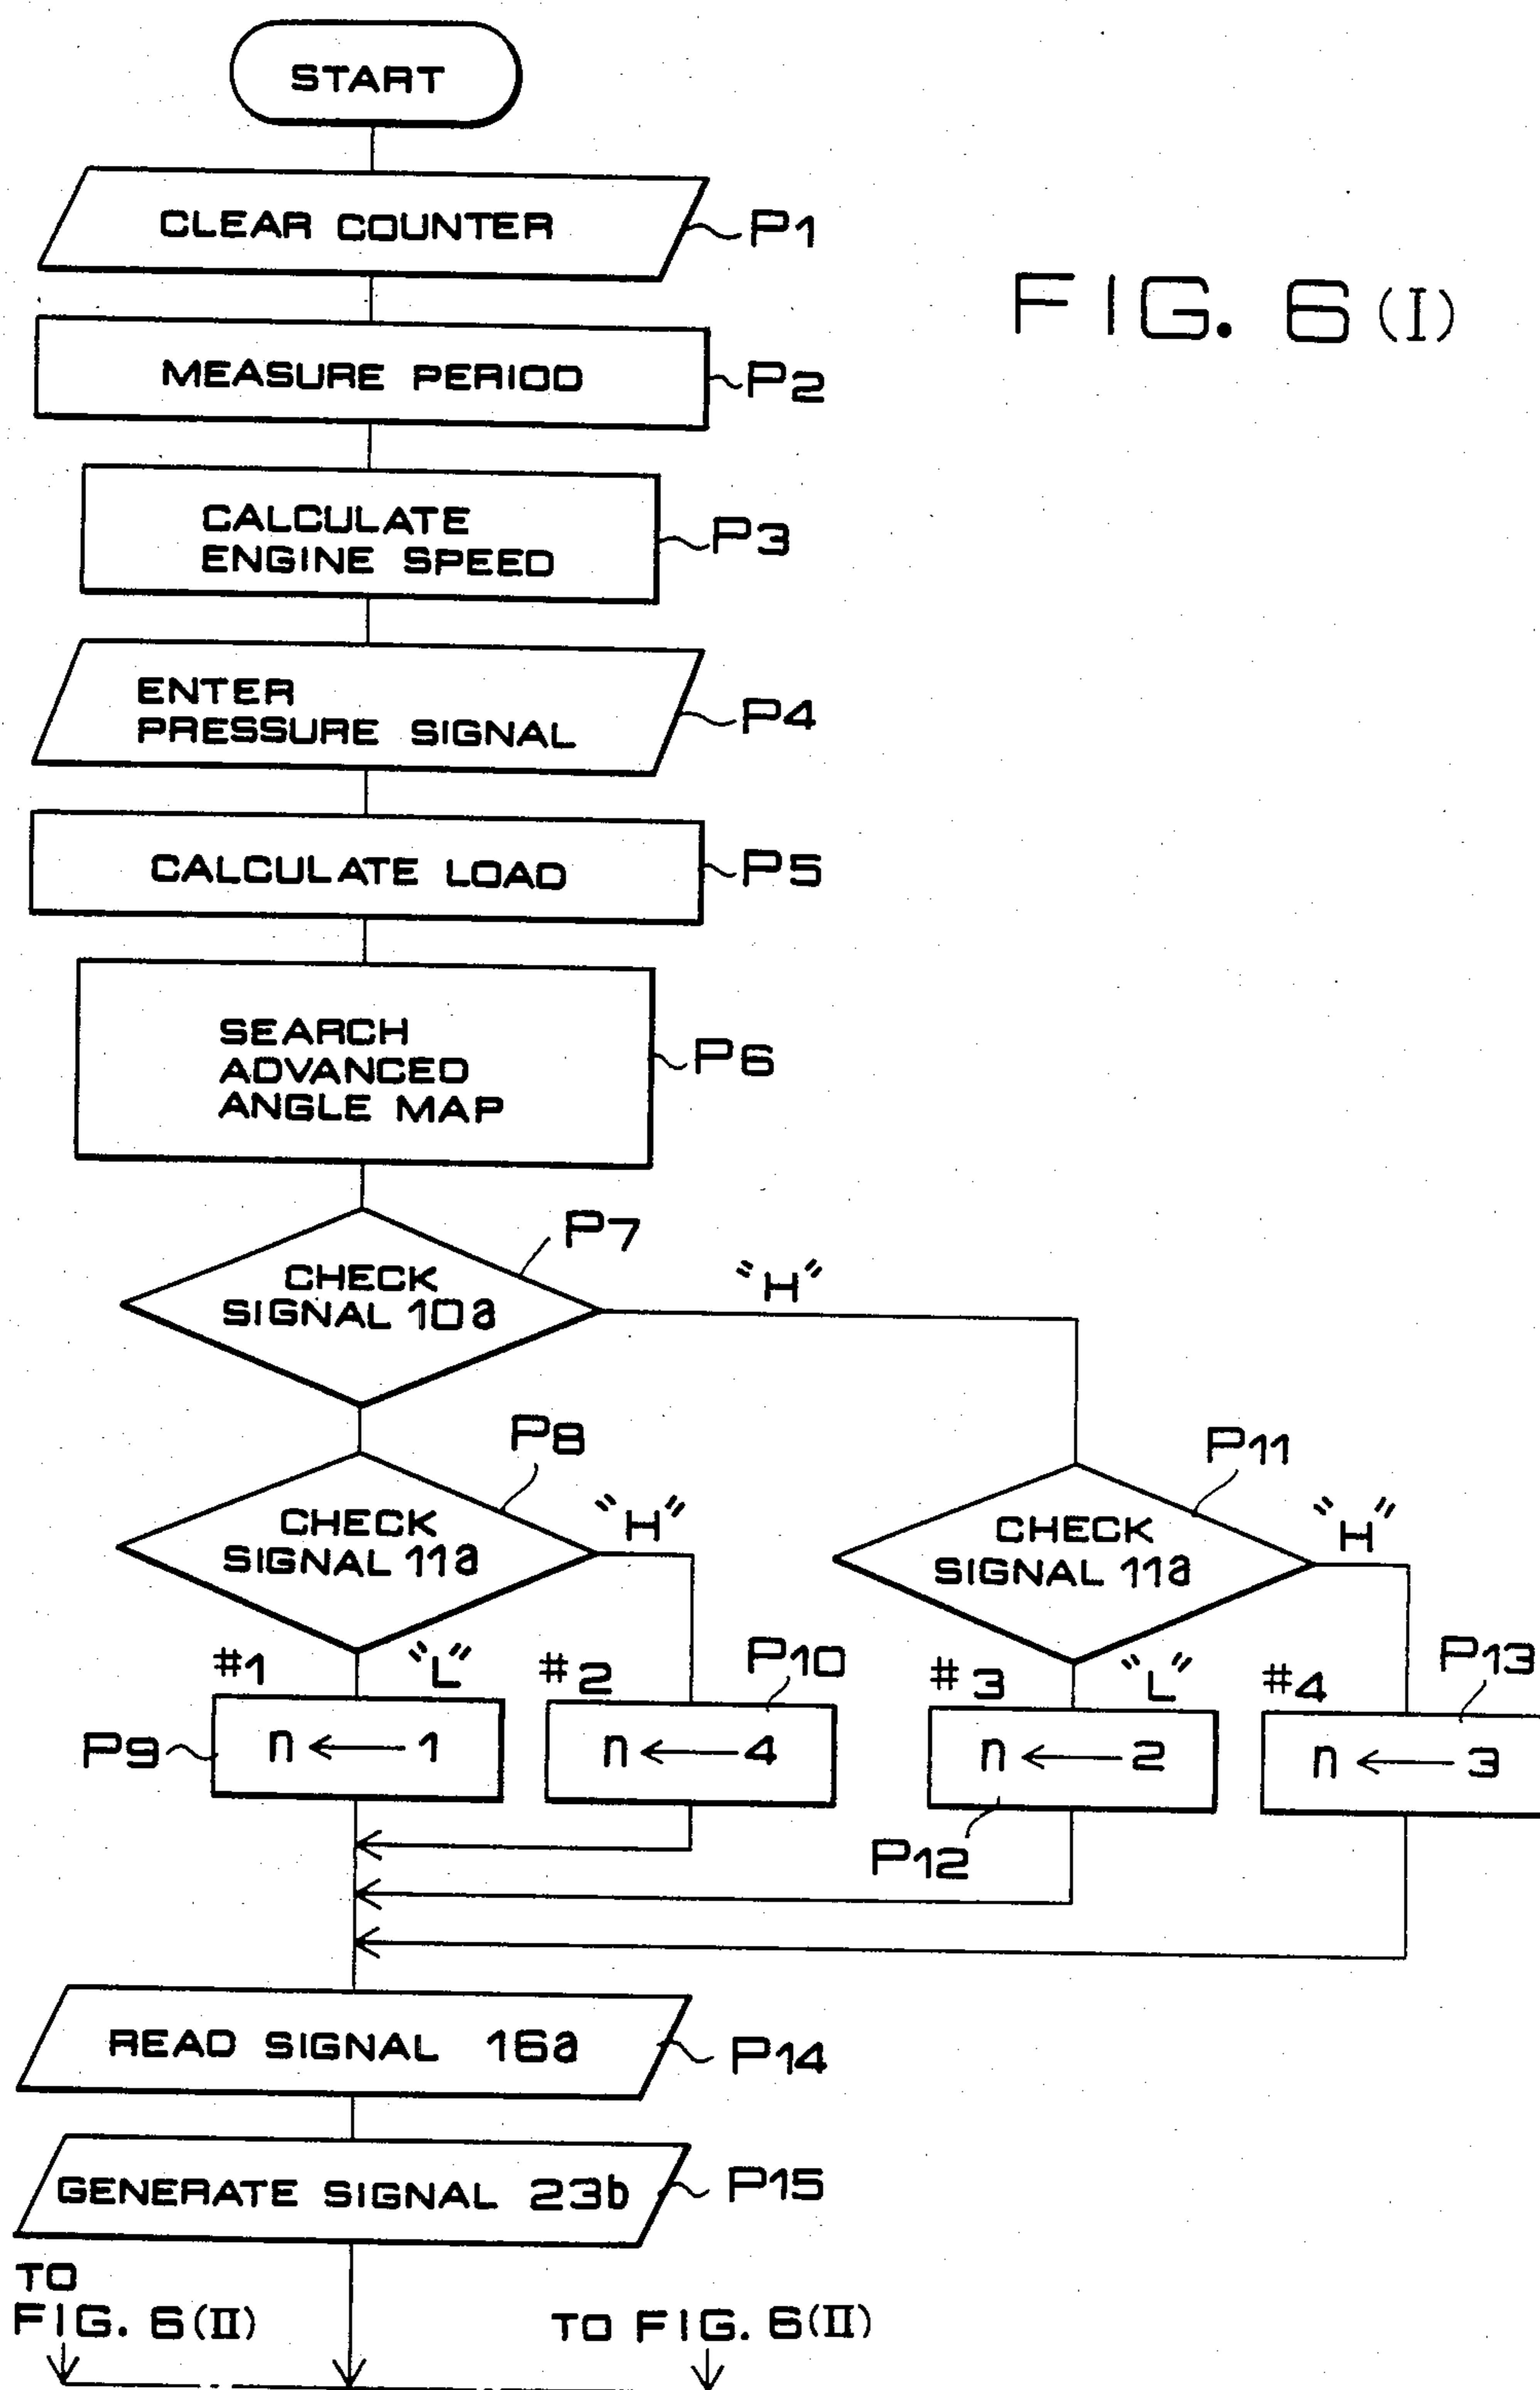 START
CLEAR COUNTER
P1
FIG. 6 (I)
MEASURE PERIOD
P2
CALCULATE
ENGINE SPEED
P3
ENTER
PRESSURE SIGNAL
P4
CALCULATE LOAD
P5
SEARCH
ADVANCED
ANGLE MAP
P6
P7
CHECK
SIGNAL 10a
"H"
P8
CHECK
SIGNAL 11a
"H"
P11
CHECK
SIGNAL 11a
"H"
#1
"L"
#2
P10
#3
"L"
#4
P13
P9
n ← 1
n ← 4
n ← 2
n ← 3
P12
READ SIGNAL 16a
P14
GENERATE SIGNAL 23b
P15
TO
FIG. 6 (II)
TO FIG. 6 (II)